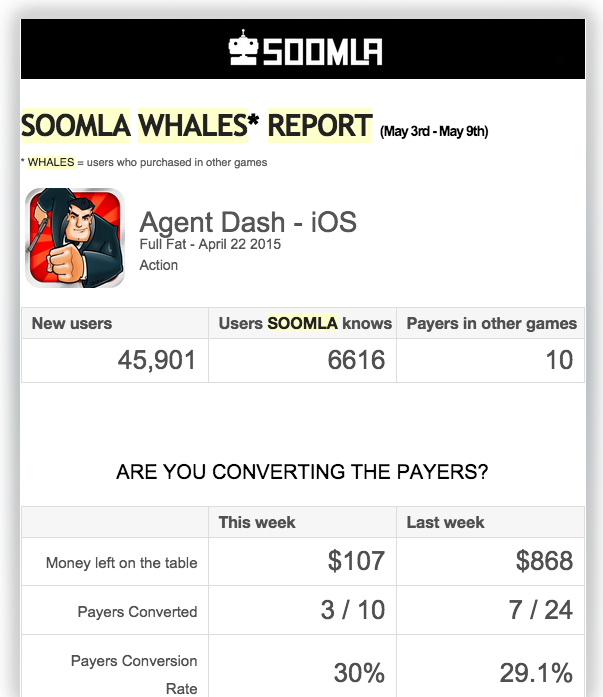 SOOMLA
SOOMLA WHALES* REPORT (May 3rd - May 9th)
* WHALES = users who purchased in other games
Agent Dash - iOS
Full Fat - April 22 2015
Action
New users Users SOOMLA knows Payers in other games
45,901 6616 10
ARE YOU CONVERTING THE PAYERS?
This week Last week
Money left on the table $107 $868
Payers Converted 3 / 10 7 / 24
Payers Conversion
Rate 30% 29.1%